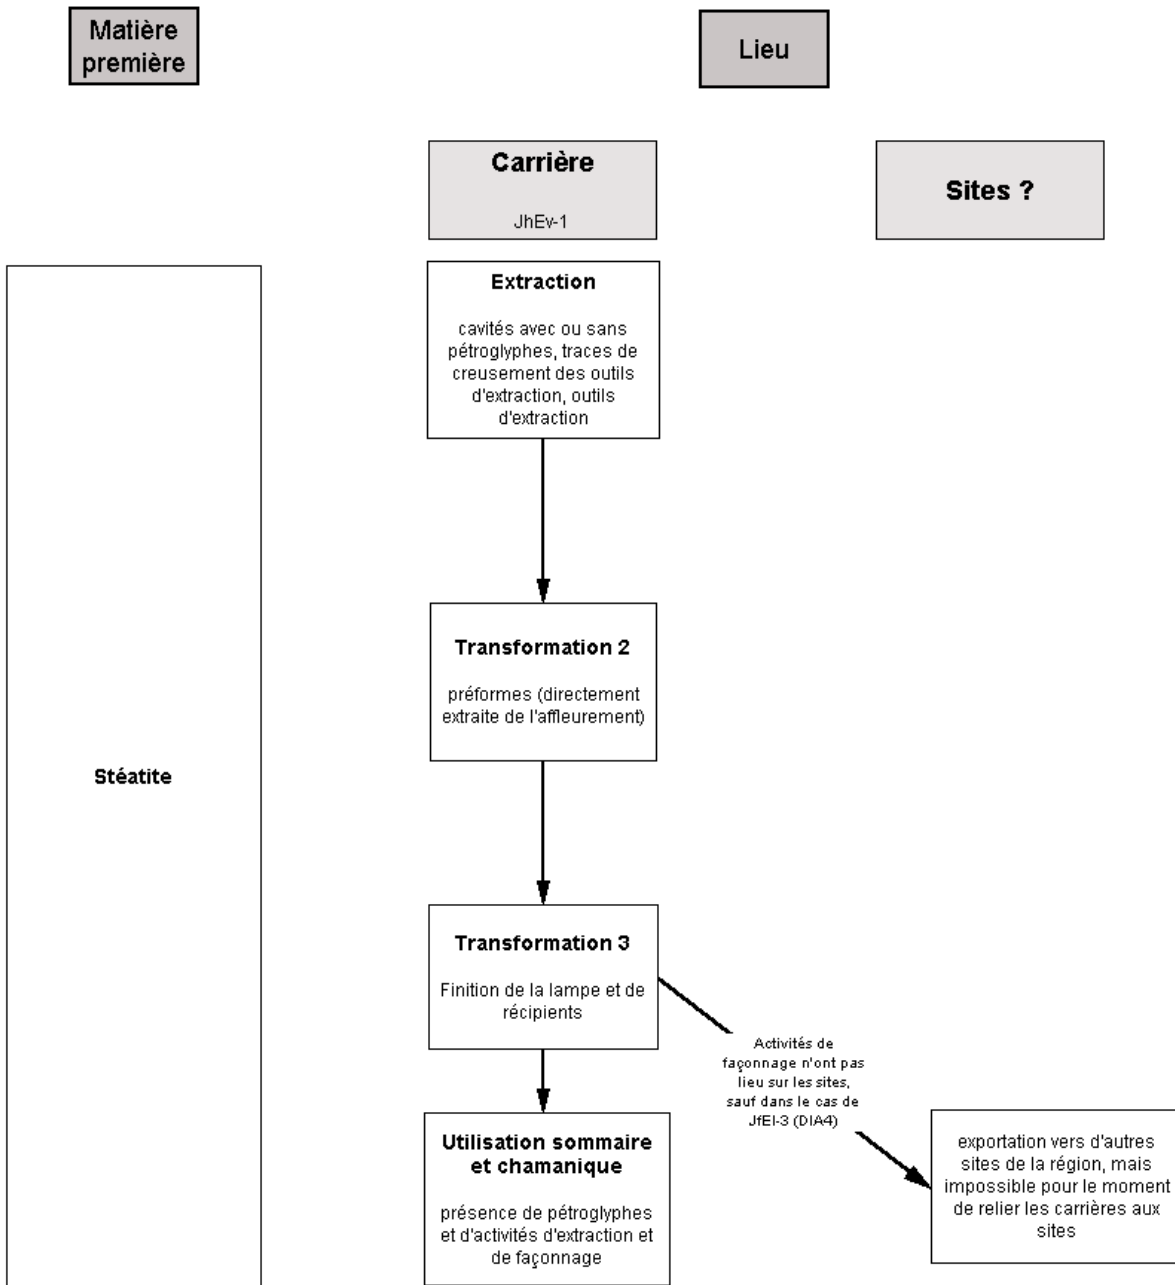 Matière
première
Lieu
Carrière
JhEv-1
Sites ?
Extraction
cavités avec ou sans
pétroglyphes, traces de
creusement des outils
d'extraction, outils
d'extraction
Transformation 2
préformes (directement
extraite de l'affleurement)
Stéatite
Transformation 3
Finition de la lampe et de
récipients
Activités de
façonnage n'ont pas
lieu sur les sites,
sauf dans le cas de
JfEl-3 (DIA4)
Utilisation sommaire
et chamanique
présence de pétroglyphes
et d'activités d'extraction et
de façonnage
exportation vers d'autres
sites de la région, mais
impossible pour le moment
de relier les carrières aux
sites